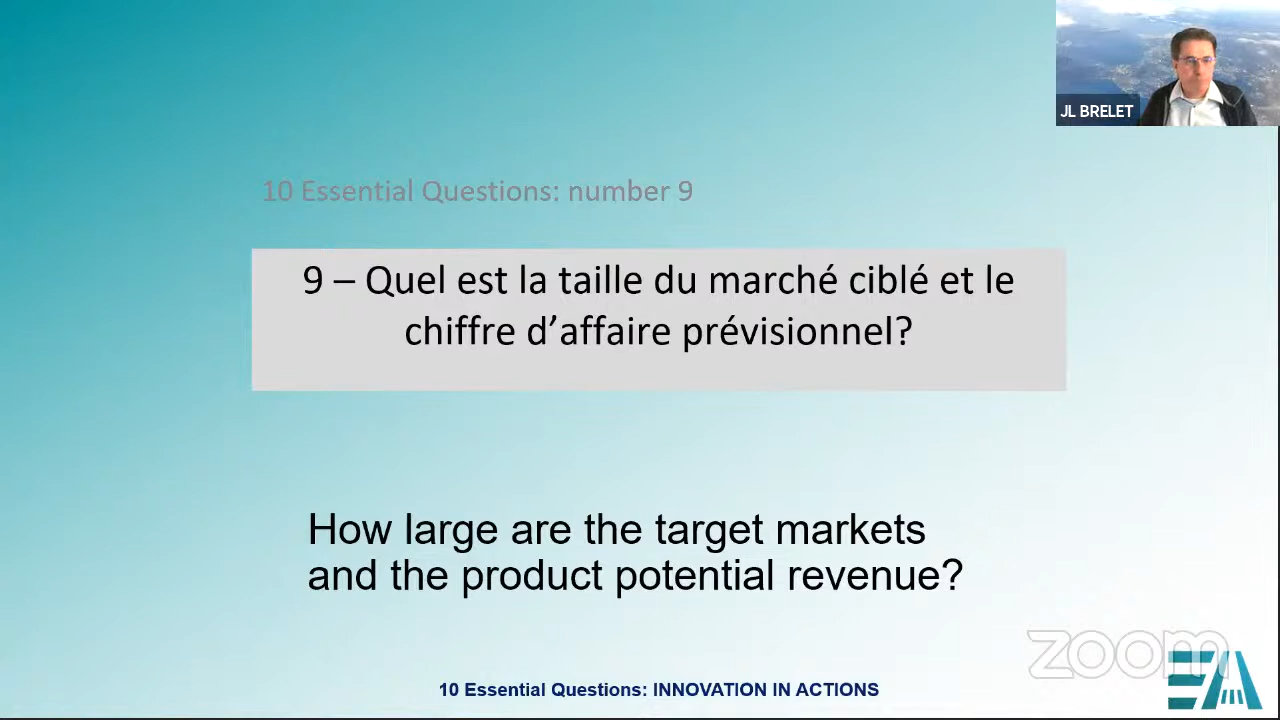 JL BRELET
10 Essential Questions: number 9
9 – Quel est la taille du marché ciblé et le
chiffre d’affaire prévisionnel?
How large are the target markets
and the product potential revenue?
zoom
10 Essential Questions: INNOVATION IN ACTIONS